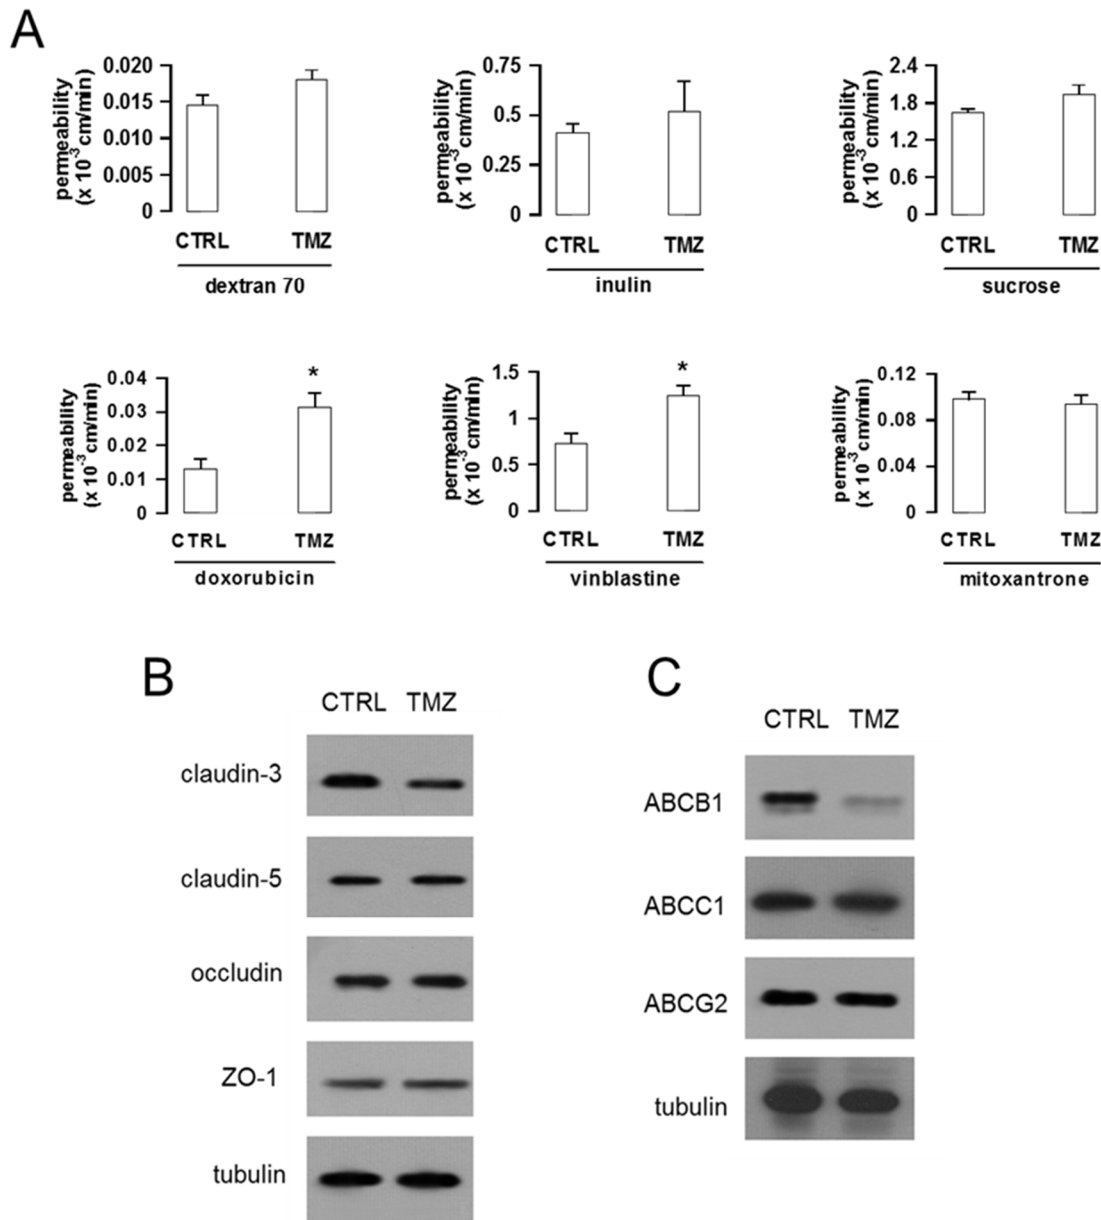 A
permeability
(x 10-3 cm/min)
0.020
0.015
0.010
0.005
0
CTRL TMZ
dextran 70
permeability
(x 10-3 cm/min)
0.75
0.5
0.25
0
CTRL TMZ
inulin
permeability
(x 10-3 cm/min)
2.4
1.8
1.2
0.6
0
CTRL TMZ
sucrose
permeability
(x 10-3 cm/min)
0.04
0.03
0.02
0.01
0
*
CTRL TMZ
doxorubicin
permeability
(x 10-3 cm/min)
1.5
1
0.5
0
*
CTRL TMZ
vinblastine
permeability
(x 10-3 cm/min)
0.12
0.08
0.04
0
CTRL TMZ
mitoxantrone
B
CTRL TMZ
claudin-3
claudin-5
occludin
ZO-1
tubulin
C
CTRL TMZ
ABCB1
ABCC1
ABCG2
tubulin